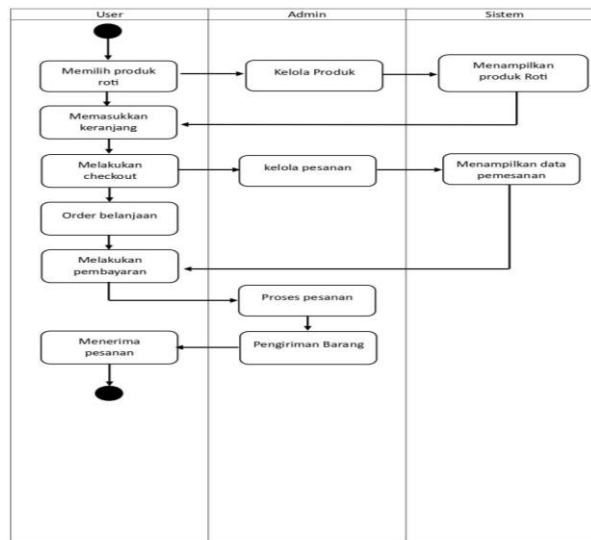 User
Admin
Sistem
Memilih produk
roti
Kelola Produk
Menampilkan
produk Roti
Memasukkan
keranjang
Melakukan
checkout
kelola pesanan
Menampilkan data
pemesanan
Order belanjaan
Melakukan
pembayaran
Proses pesanan
Menerima
pesanan
Pengiriman Barang